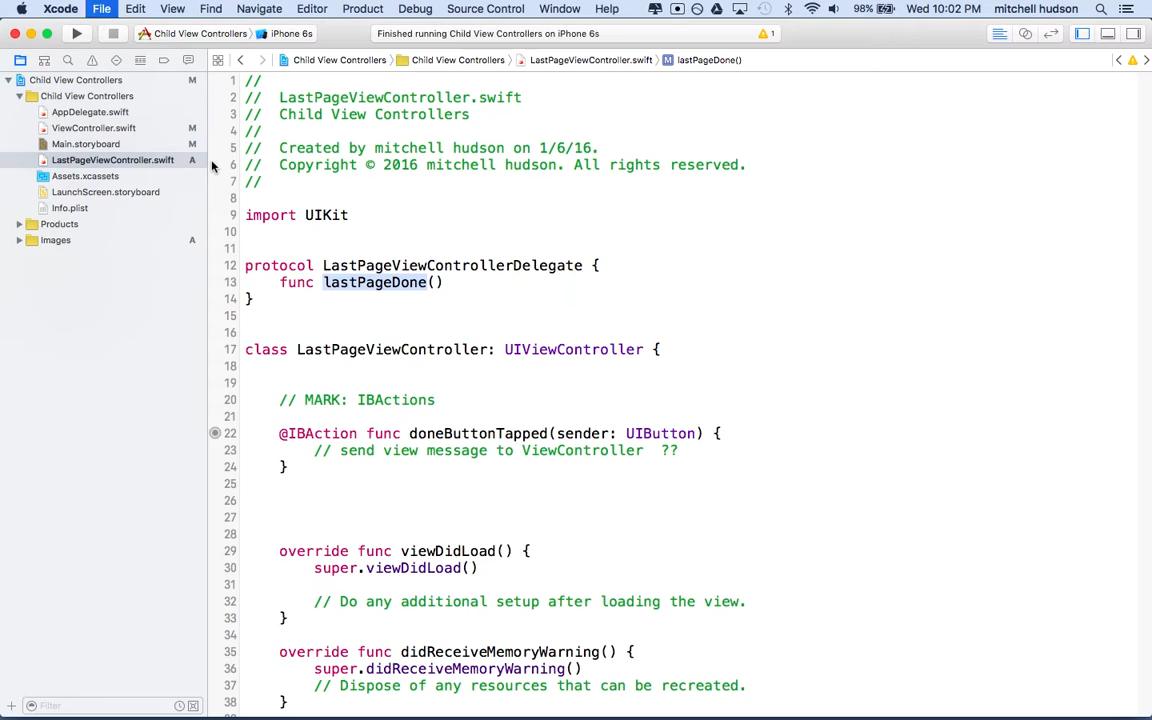 Xcode File Edit View Find Navigate Editor Product Debug Source Control Window Help 98% Wed 10:02 PM mitchell hudson
Child View Controllers iPhone 6s Finished running Child View Controllers on iPhone 6s 1
Child View Controllers Child View Controllers LastPageViewController.swift M lastPageDone()
Child View Controllers M
Child View Controllers
AppDelegate.swift
ViewController.swift M
Main.storyboard M
LastPageViewController.swift A
Assets.xcassets
LaunchScreen.storyboard
Info.plist
Products
Images A
Filter
1 //
2 // LastPageViewController.swift
3 // Child View Controllers
4 //
5 // Created by mitchell hudson on 1/6/16.
6 // Copyright © 2016 mitchell hudson. All rights reserved.
7 //
8
9 import UIKit
10
11
12 protocol LastPageViewControllerDelegate {
13 func lastPageDone()
14 }
15
16
17 class LastPageViewController: UIViewController {
18
19
20 // MARK: IBActions
21
22 @IBAction func doneButtonTapped(sender: UIButton) {
23 // send view message to ViewController ??
24 }
25
26
27
28
29 override func viewDidLoad() {
30 super.viewDidLoad()
31
32 // Do any additional setup after loading the view.
33 }
34
35 override func didReceiveMemoryWarning() {
36 super.didReceiveMemoryWarning()
37 // Dispose of any resources that can be recreated.
38 }